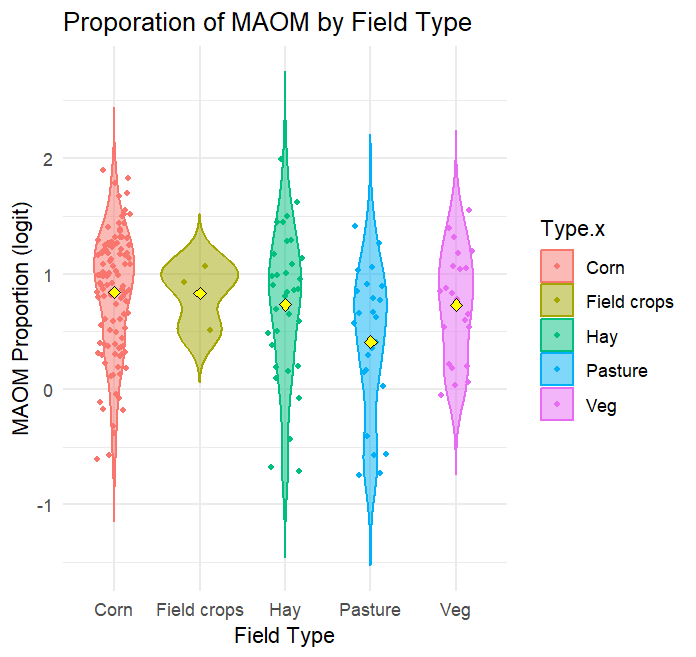 Proporation of MAOM by Field Type
MAOM Proportion (logit)
2
1
0
-1
Corn
Field crops
Hay
Pasture
Veg
Field Type
Type.x
Corn
Field crops
Hay
Pasture
Veg